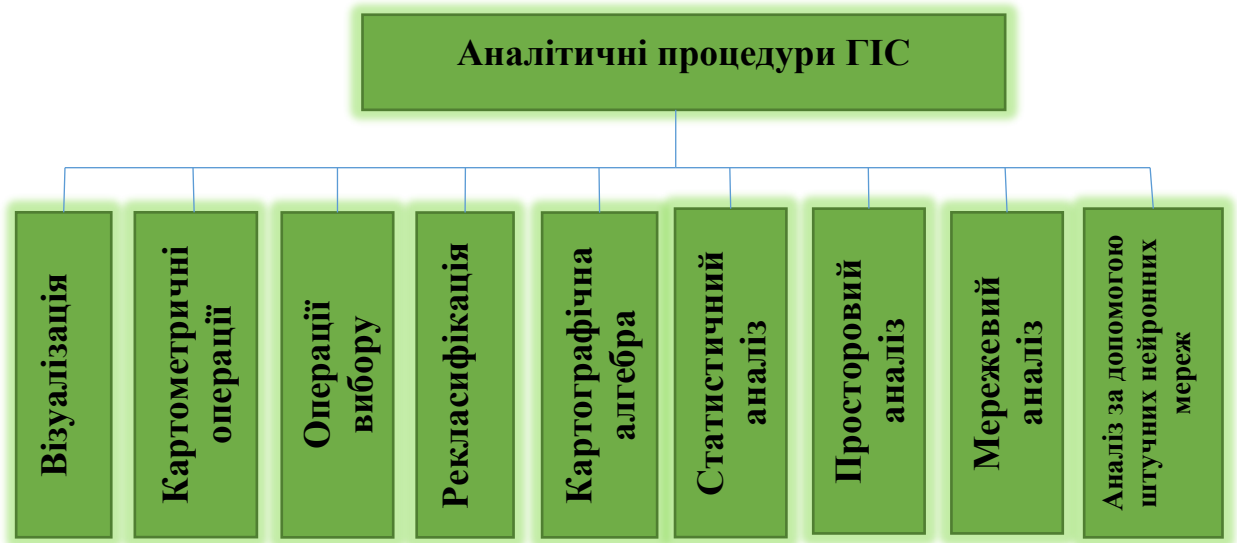 Аналітичні процедури ГІС
Візуалізація
Картометричні
операції
Операції
вибору
Рекласифікація
Картографічна
алгебра
Статистичний
аналіз
Просторовий
аналіз
Мережевий
аналіз
Аналіз за допомогою
штучних нейронних
мереж